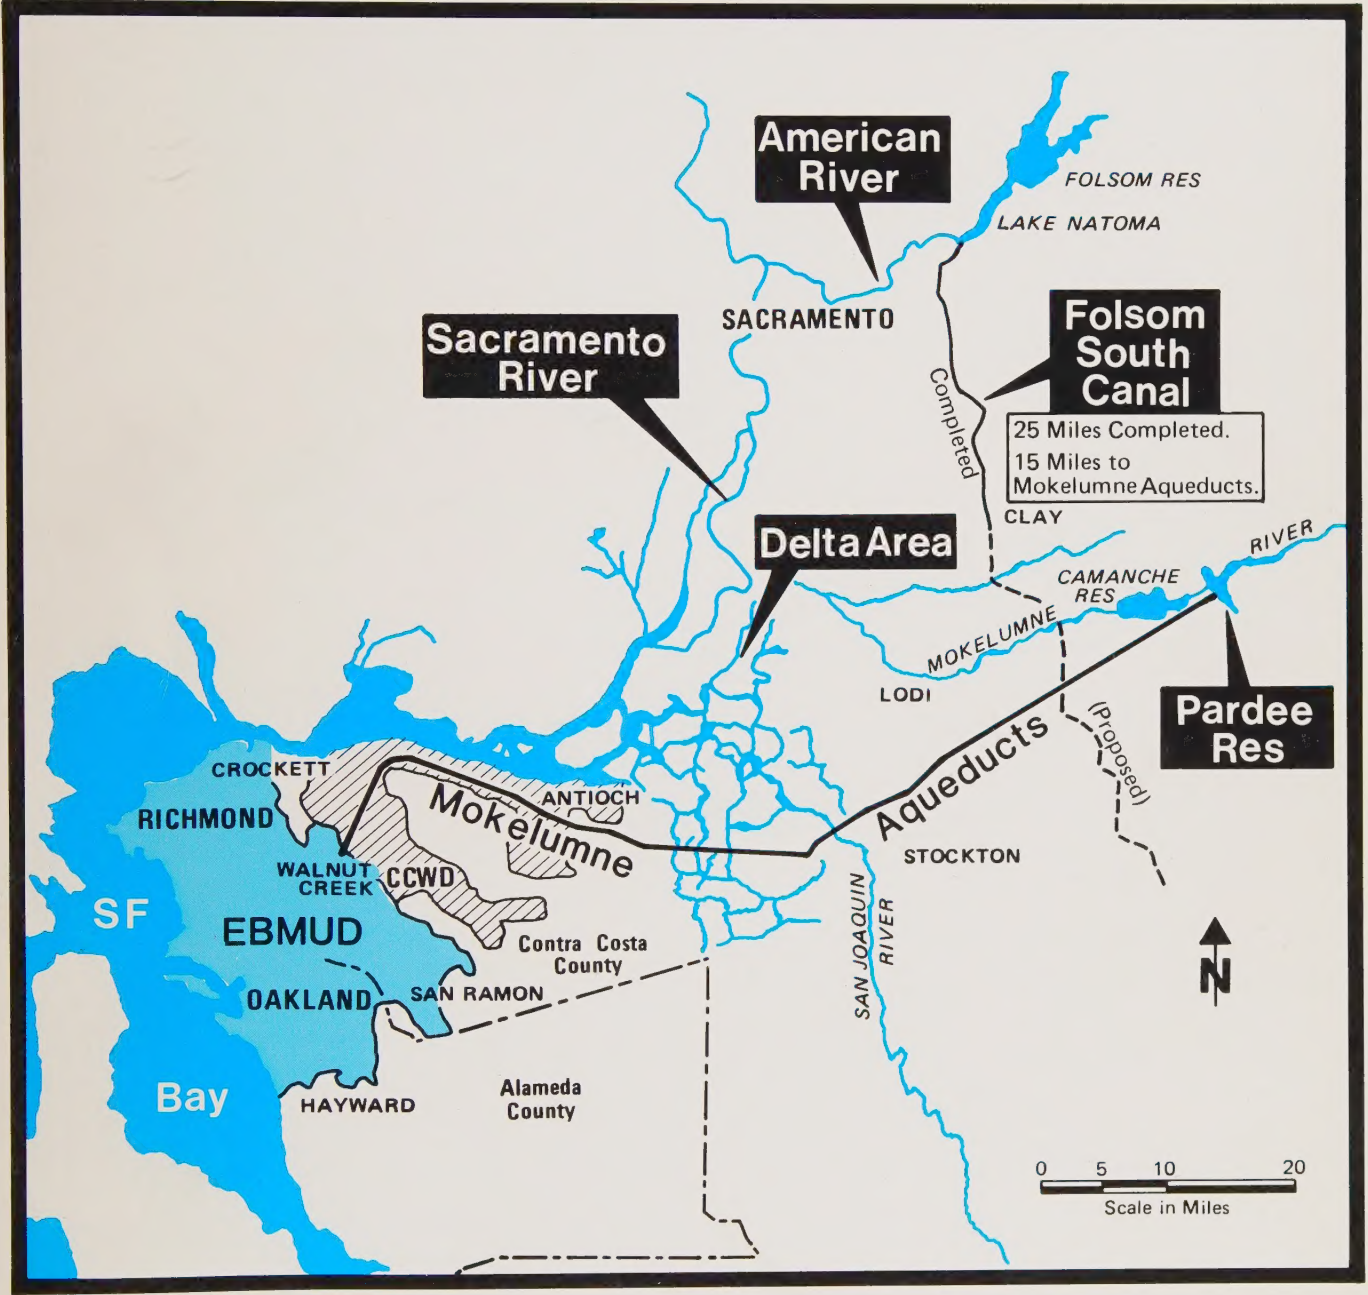 American
River
FOLSOM RES
LAKE NATOMA
SACRAMENTO
Folsom
South
Canal
Sacramento
River
Completed
25 Miles Completed.
15 Miles to
Mokelumne Aqueducts.
CLAY
Delta Area
RIVER
CAMANCHE
RES
MOKELUMNE
LODI
Pardee
Res
(Proposed)
CROCKETT
RICHMOND
ANTIOCH
Mokelumne
Aqueducts
WALNUT
CREEK
CCWD
STOCKTON
SF
EBMUD
Contra Costa
County
SAN JOAQUIN
RIVER
OAKLAND
SAN RAMON
N
Bay
HAYWARD
Alameda
County
0 5 10 20
Scale in Miles